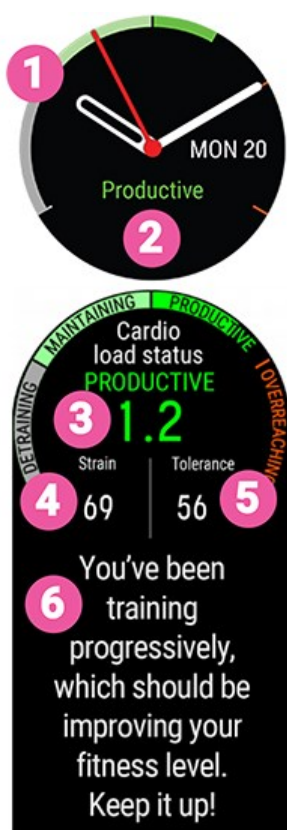 1
MON 20
Productive
2
DETRAINING
MAINTAINING
PRODUCTIVE
OVERREACHING
Cardio
load status
PRODUCTIVE
3
1.2
Strain
Tolerance
4
69
56
5
6
You've been
training
progressively,
which should be
improving your
fitness level.
Keep it up!